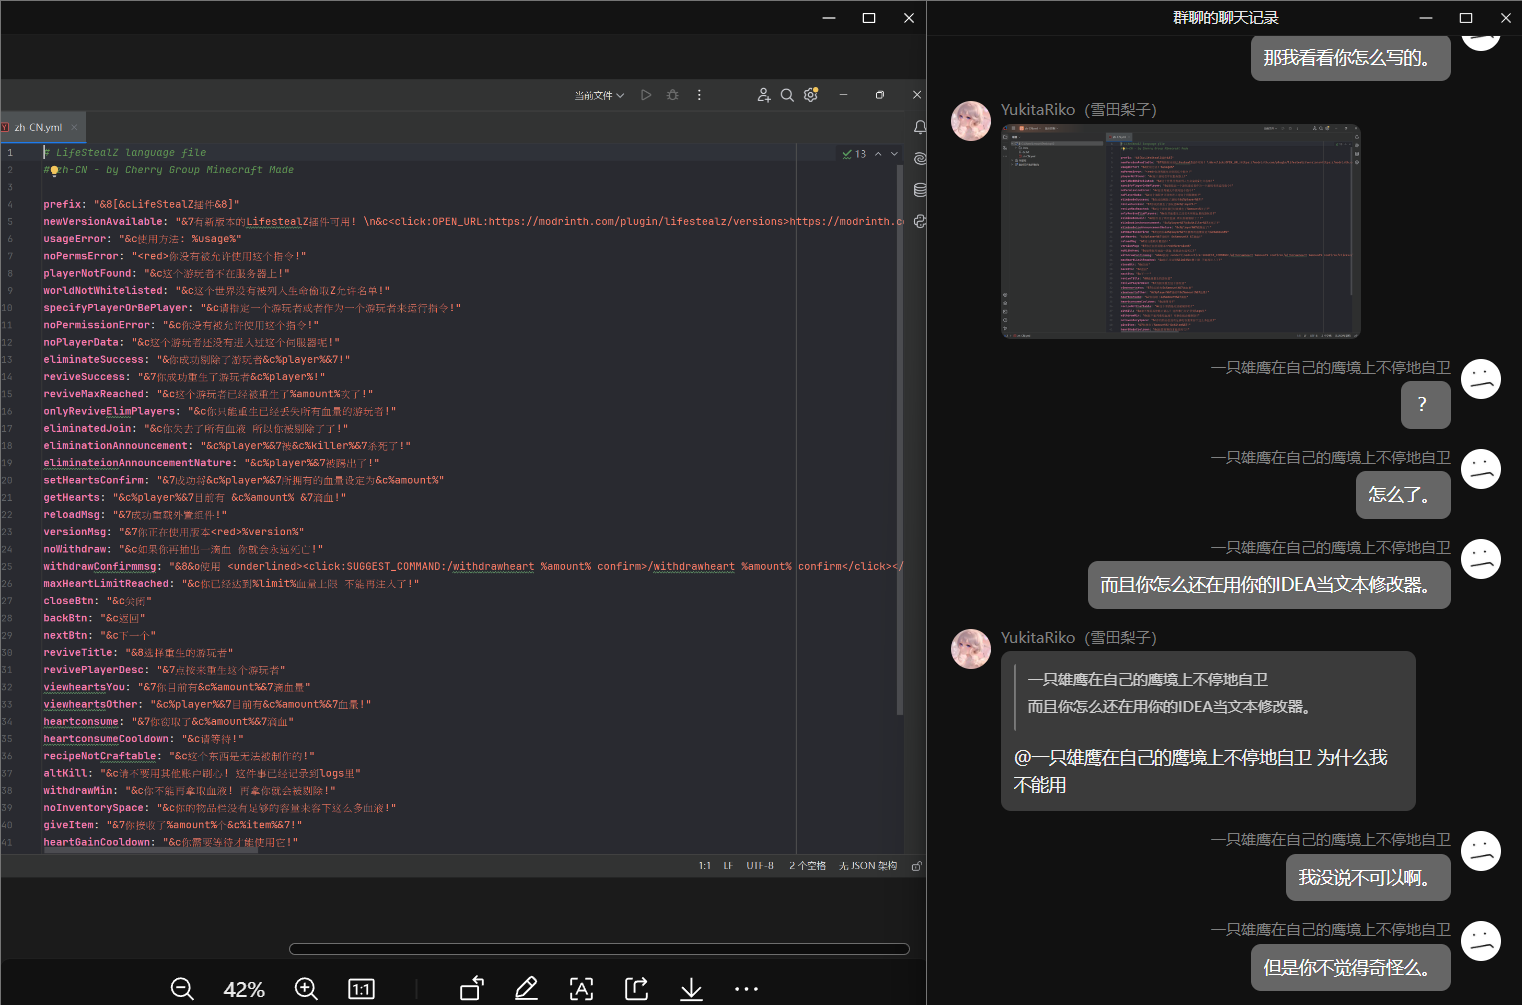 当前文件
zh-CN.yml
13
1 # LifeStealZ language file
2 # zh-CN - by Cherry Group Minecraft Made
3
4 prefix: "&8[&cLifeStealZ插件&8]"
5 newVersionAvailable: "&7有新版本的LifestealZ插件可用! \n&c<click:OPEN_URL:https://modrinth.com/plugin/lifestealz/versions>https://modrinth.c
6 usageError: "&c使用方法: %usage%"
7 noPermsError: "<red>你没有被允许使用这个指令!"
8 playerNotFound: "&c这个游玩者不在服务器上!"
9 worldNotWhitelisted: "&c这个世界没有被列入生命偷取Z允许名单!"
10 specifyPlayerOrBePlayer: "&c请指定一个游玩者或者作为一个游玩者来运行指令!"
11 noPermissionError: "&c你没有被允许使用这个指令!"
12 noPlayerData: "&c这个游玩者还没有进入过这个伺服器呢!"
13 eliminateSuccess: "&你成功剔除了游玩者&c%player%&7!"
14 reviveSuccess: "&7你成功重生了游玩者&c%player%!"
15 reviveMaxReached: "&c这个游玩者已经被重生了%amount%次了!"
16 onlyReviveElimPlayers: "&c你只能重生已经丢失所有血量的游玩者!"
17 eliminatedJoin: "&c你失去了所有血液 所以你被剔除了了!"
18 eliminationAnnouncement: "&c%player%&7被&c%killer%&7杀死了!"
19 eliminateionAnnouncementNature: "&c%player%&7被踢出了!"
20 setHeartsConfirm: "&7成功将&c%player%&7所拥有的血量设定为&c%amount%"
21 getHearts: "&c%player%&7目前有 &c%amount% &7滴血!"
22 reloadMsg: "&7成功重载外置组件!"
23 versionMsg: "&7你正在使用版本<red>%version%"
24 noWithdraw: "&c如果你再抽出一滴血 你就会永远死亡!"
25 withdrawConfirmmsg: "&8&o使用 <underlined><click:SUGGEST_COMMAND:/withdrawheart %amount% confirm>/withdrawheart %amount% confirm</click></
26 maxHeartLimitReached: "&c你已经达到%limit%血量上限 不能再注入了!"
27 closeBtn: "&c关闭"
28 backBtn: "&c返回"
29 nextBtn: "&c下一个"
30 reviveTitle: "&8选择重生的游玩者"
31 revivePlayerDesc: "&7点按来重生这个游玩者"
32 viewheartsYou: "&7你目前有&c%amount%&7滴血量"
33 viewheartsOther: "&c%player%&7目前有&c%amount%&7血量!"
34 heartconsume: "&7你窃取了&c%amount%&7滴血"
35 heartconsumeCooldown: "&c请等待!"
36 recipeNotCraftable: "&c这个东西是无法被制作的!"
37 altKill: "&c请不要用其他账户刷心! 这件事已经记录到logs里"
38 withdrawMin: "&c你不能再拿取血液! 再拿你就会被剔除!"
39 noInventorySpace: "&c你的物品栏没有足够的容量来容下这么多血液!"
40 giveItem: "&7你接收了%amount%个&c%item%&7!"
41 heartGainCooldown: "&c你需要等待才能使用它!"
1:1 LF UTF-8 2 个空格 无 JSON 架构
42% 1:1
群聊的聊天记录
那我看看你怎么写的。
YukitaRiko（雪田梨子）
一只雄鹰在自己的鹰境上不停地自卫
?
一只雄鹰在自己的鹰境上不停地自卫
怎么了。
一只雄鹰在自己的鹰境上不停地自卫
而且你怎么还在用你的IDEA当文本修改器。
YukitaRiko（雪田梨子）
一只雄鹰在自己的鹰境上不停地自卫
而且你怎么还在用你的IDEA当文本修改器。
@一只雄鹰在自己的鹰境上不停地自卫 为什么我
不能用
一只雄鹰在自己的鹰境上不停地自卫
我没说不可以啊。
一只雄鹰在自己的鹰境上不停地自卫
但是你不觉得奇怪么。